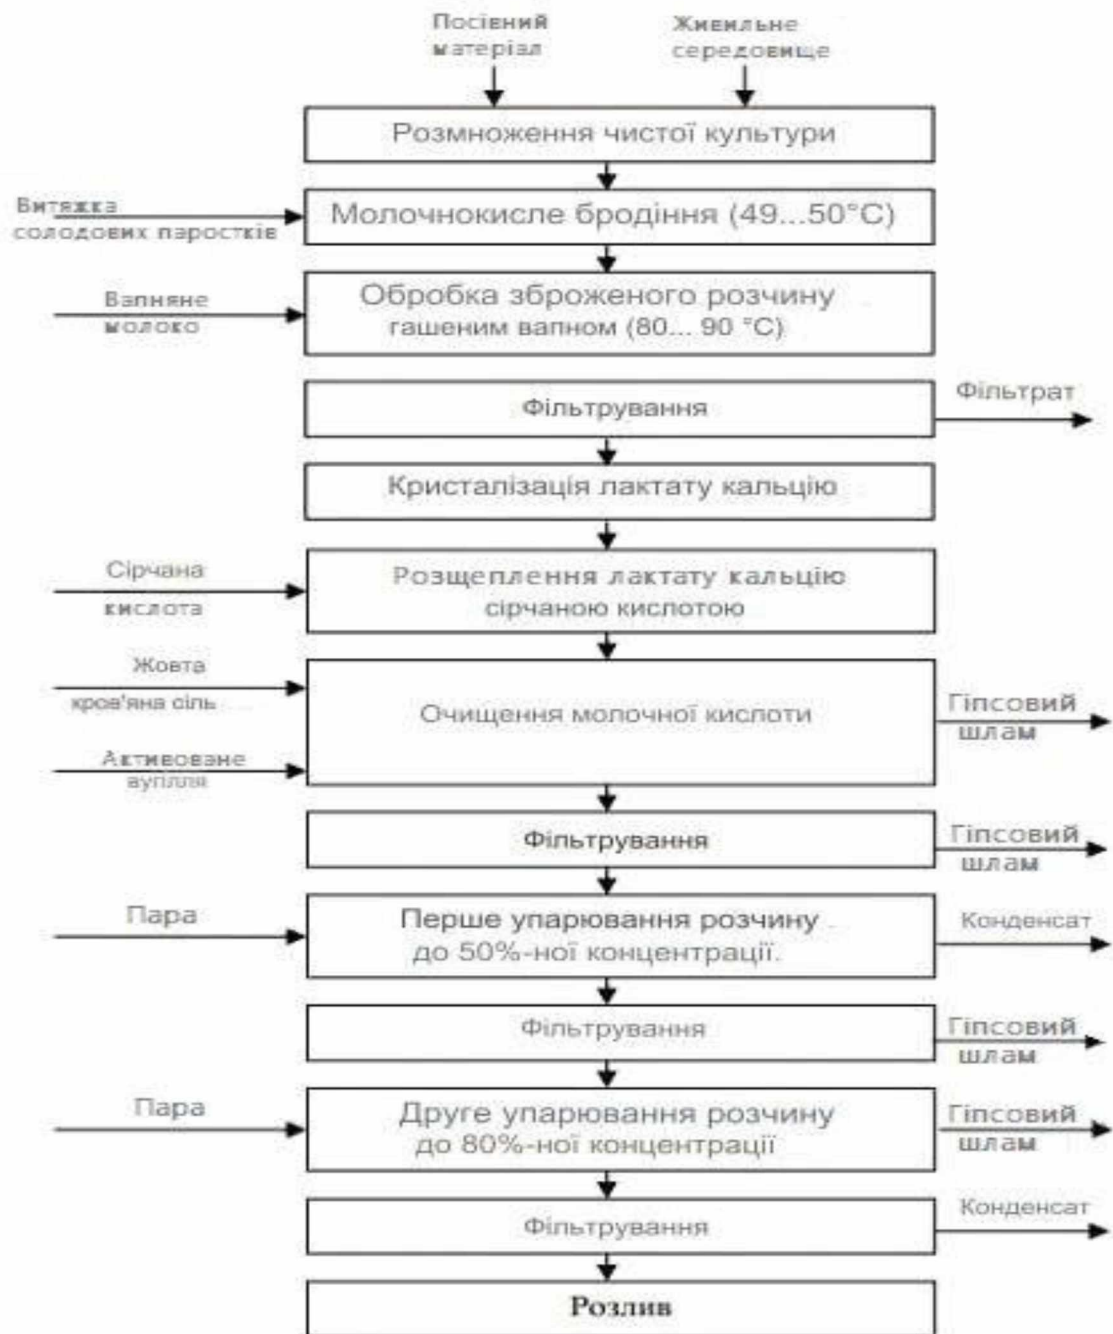 Посівний
матеріал
Живильне
середовище
Розмноження чистої культури
Витяжка
солодових паростків
Молочнокисле бродіння (49...50°C)
Вапняне
молоко
Обробка зброженого розчину
гашеним вапном (80... 90 °C)
Фільтрування
Фільтрат
Кристалізація лактату кальцію
Сірчана
кислота
Розщеплення лактату кальцію
сірчаною кислотою
Жовта
кров'яна сіль
Активоване
вуплля
Очищення молочної кислоти
Гіпсовий
шлам
Фільтрування
Гіпсовий
шлам
Пара
Перше упарювання розчину
до 50%-ної концентрації.
Конденсат
Фільтрування
Гіпсовий
шлам
Пара
Друге упарювання розчину
до 80%-ної концентрації
Гіпсовий
шлам
Фільтрування
Конденсат
Розлив